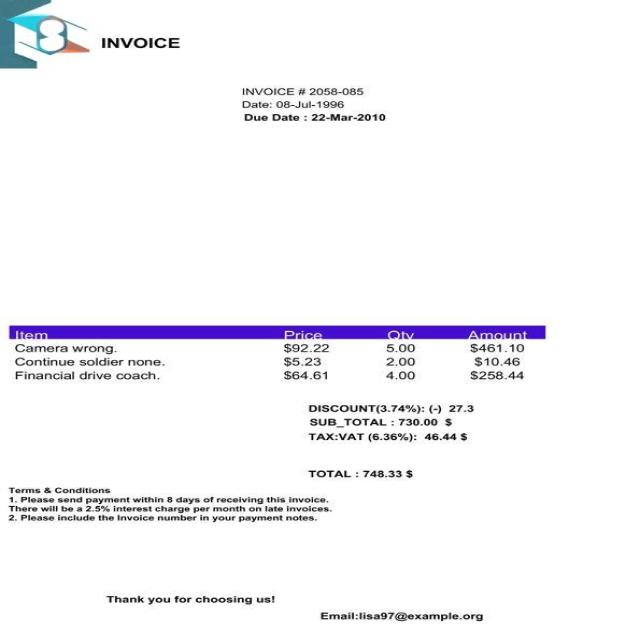 8
INVOICE
INVOICE # 2058-085
Date: 08-Jul-1996
Due Date : 22-Mar-2010
Item Price Qty Amount
Camera wrong. $92.22 5.00 $461.10
Continue soldier none. $5.23 2.00 $10.46
Financial drive coach. $64.61 4.00 $258.44
DISCOUNT(3.74%): (-) 27.3
SUB_TOTAL : 730.00 $
TAX:VAT (6.36%): 46.44 $
TOTAL : 748.33 $
Terms & Conditions
1. Please send payment within 8 days of receiving this invoice.
There will be a 2.5% interest charge per month on late invoices.
2. Please include the Invoice number in your payment notes.
Thank you for choosing us!
Email:lisa97@example.org